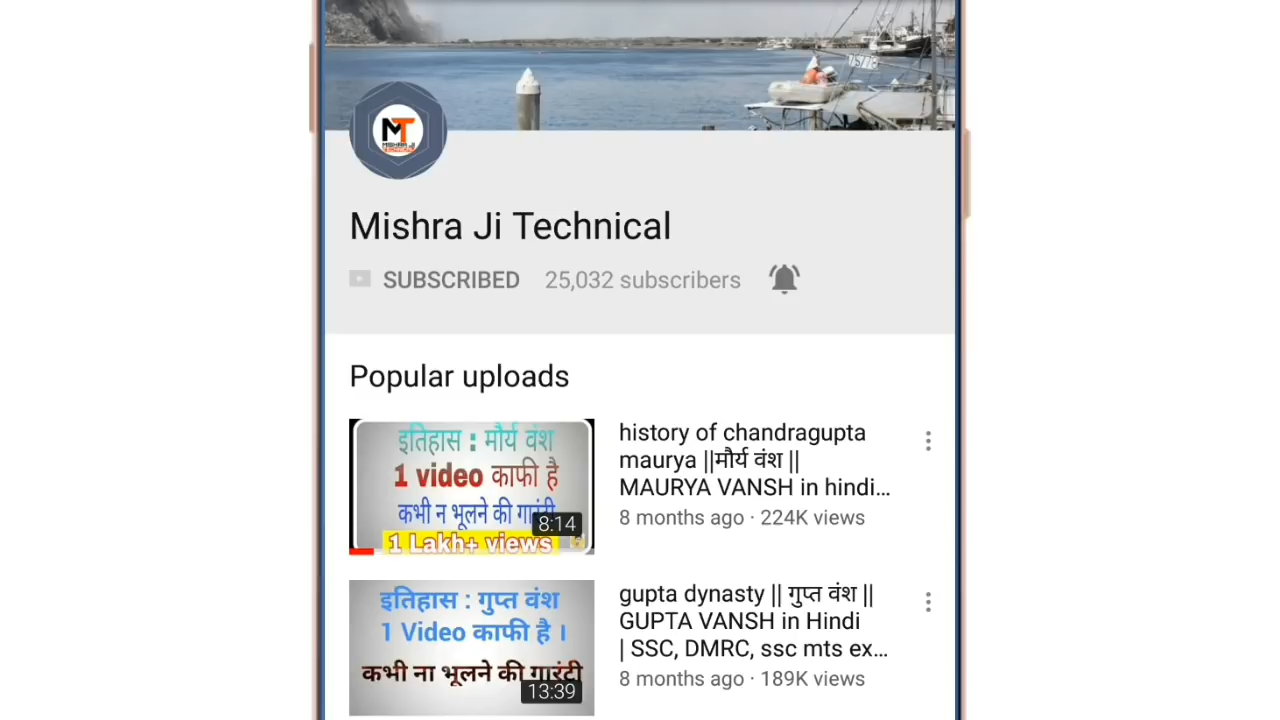 MT
MISHRA JI
Mishra Ji Technical
SUBSCRIBED 25,032 subscribers
Popular uploads
इतिहास : मौर्य वंश
1 video काफी है
कभी न भूलने की गारंटी
8:14
1 Lakh+ views
history of chandragupta
maurya ||मौर्य वंश ||
MAURYA VANSH in hindi...
8 months ago · 224K views
इतिहास : गुप्त वंश
1 Video काफी है ।
कभी ना भूलने की गारंटी
13:39
gupta dynasty || गुप्त वंश ||
GUPTA VANSH in Hindi
| SSC, DMRC, ssc mts ex...
8 months ago · 189K views